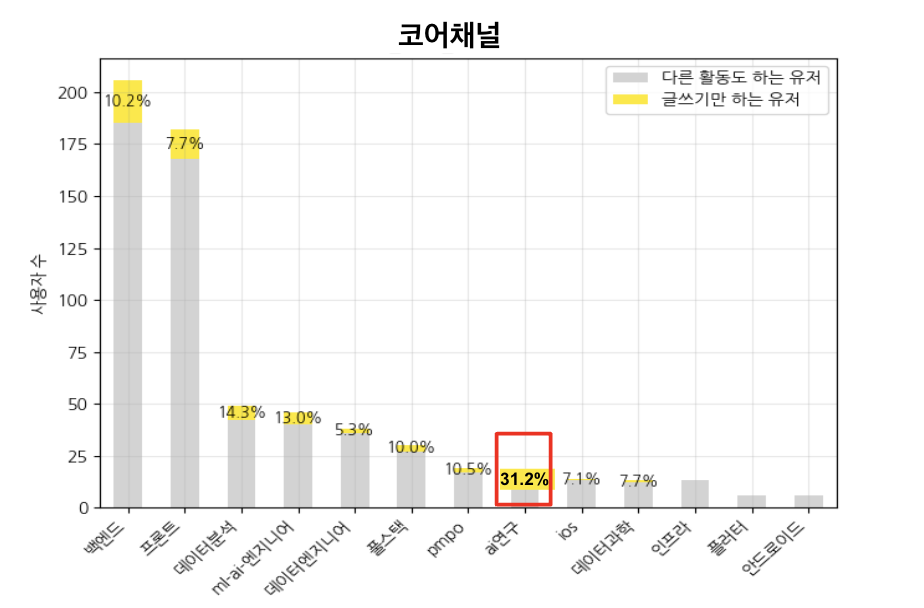 코어채널
다른 활동도 하는 유저
글쓰기만 하는 유저
사용자 수
200
175
150
125
100
75
50
25
0
10.2%
7.7%
14.3%
13.0%
5.3%
10.0%
10.5%
31.2%
7.1%
7.7%
백엔드
프론트
데이터분석
ml-ai-엔지니어
데이터엔지니어
풀스택
pmpo
ai연구
ios
데이터과학
인프라
플러터
안드로이드